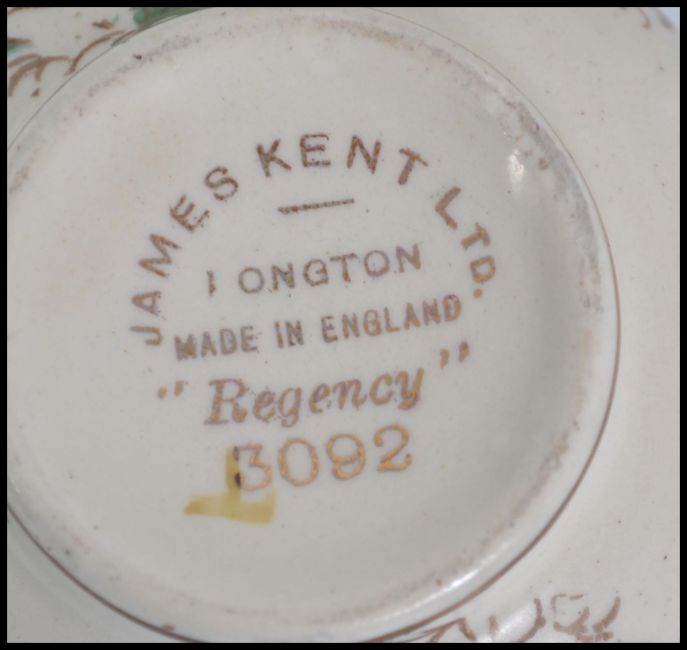 JAMES KENT LTD.
LONGTON
MADE IN ENGLAND
"Regency"
3092